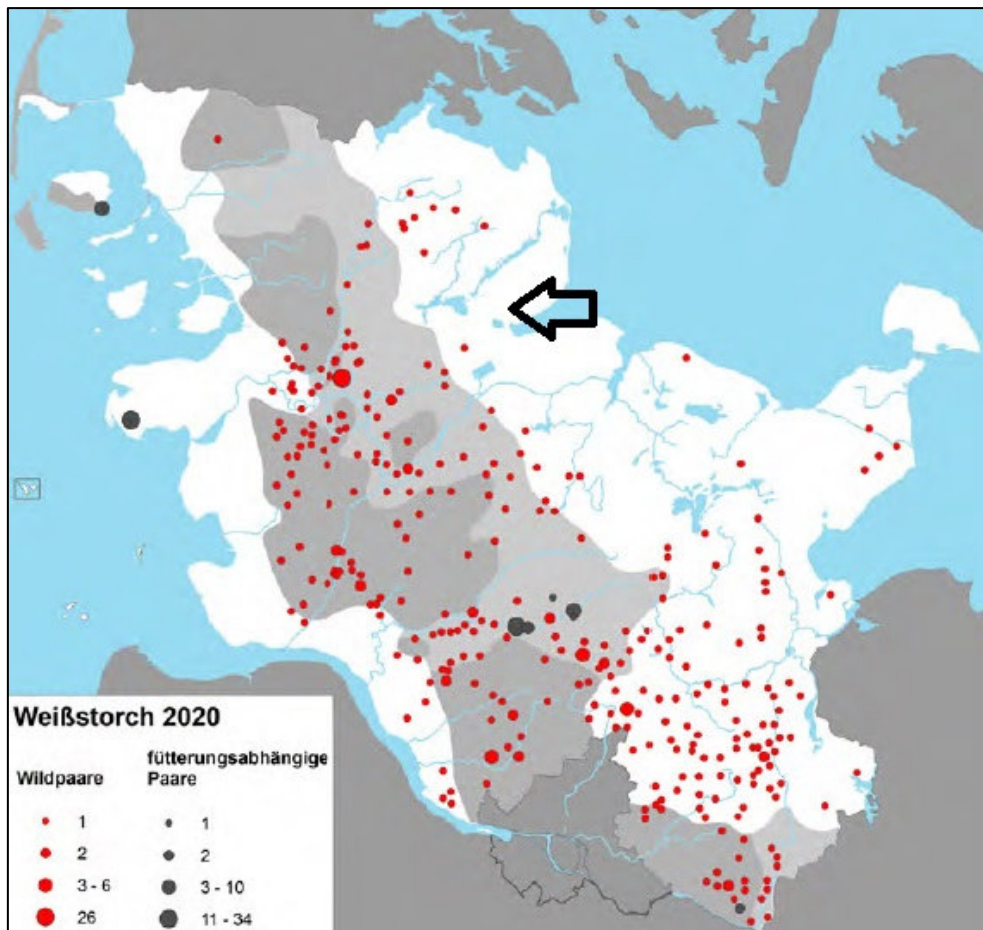 Weißstorch 2020
Wildpaare
fütterungsabhängige
Paare
1
2
3 - 6
26
1
2
3 - 10
11 - 34